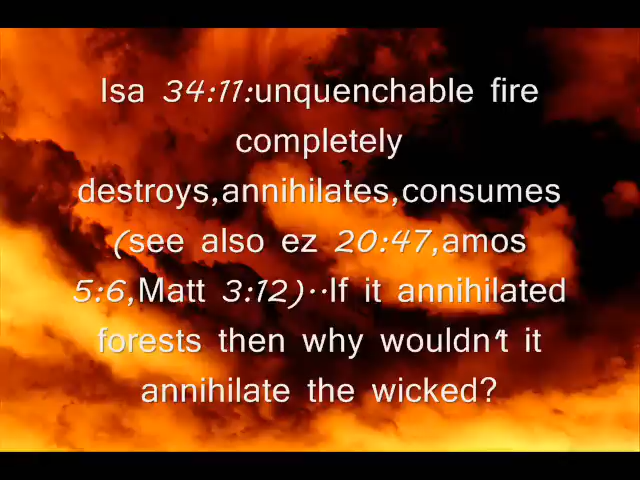 Isa 34:11:unquenchable fire
completely
destroys,annihilates,consumes
(see also ez 20:47,amos
5:6,Matt 3:12)··If it annihilated
forests then why wouldn't it
annihilate the wicked?